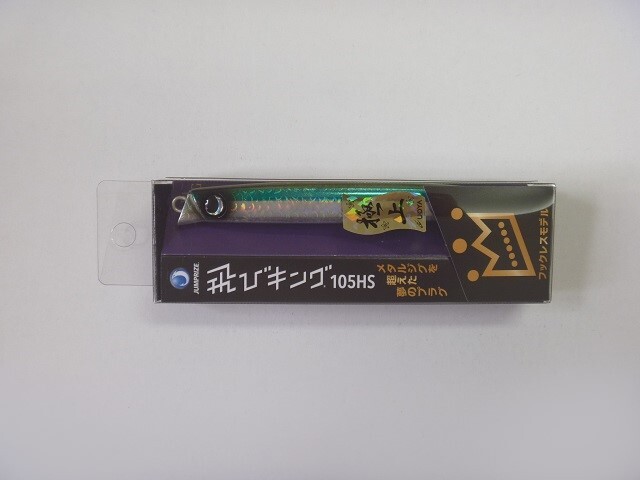 極上
UOYA
JUMPRIZE
飛びキング 105HS
メタルジグを
超えた
夢のプラグ
フックレスモデル